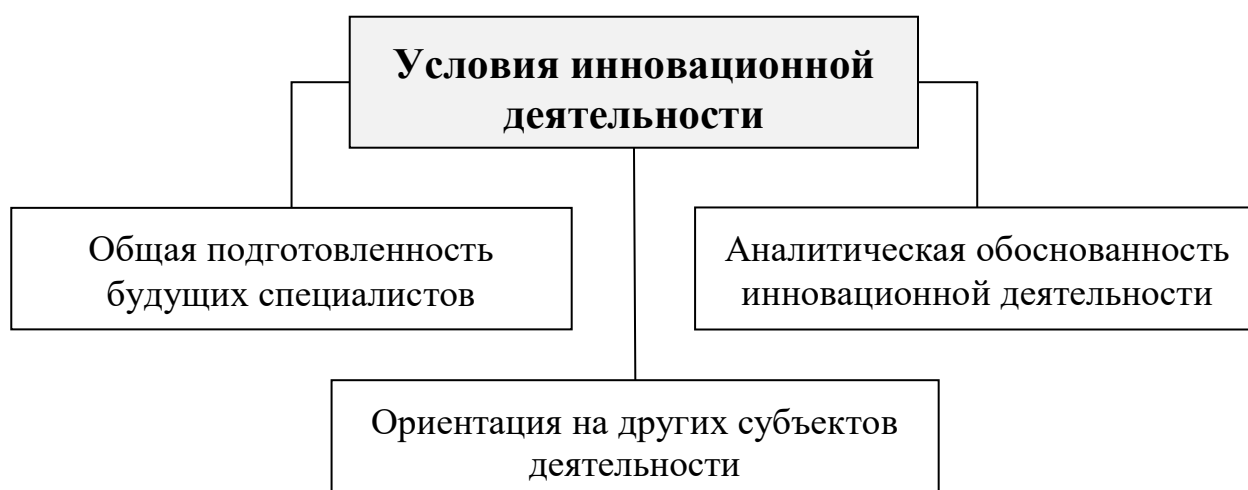 Условия инновационной
деятельности
Общая подготовленность
будущих специалистов
Аналитическая обоснованность
инновационной деятельности
Ориентация на других субъектов
деятельности